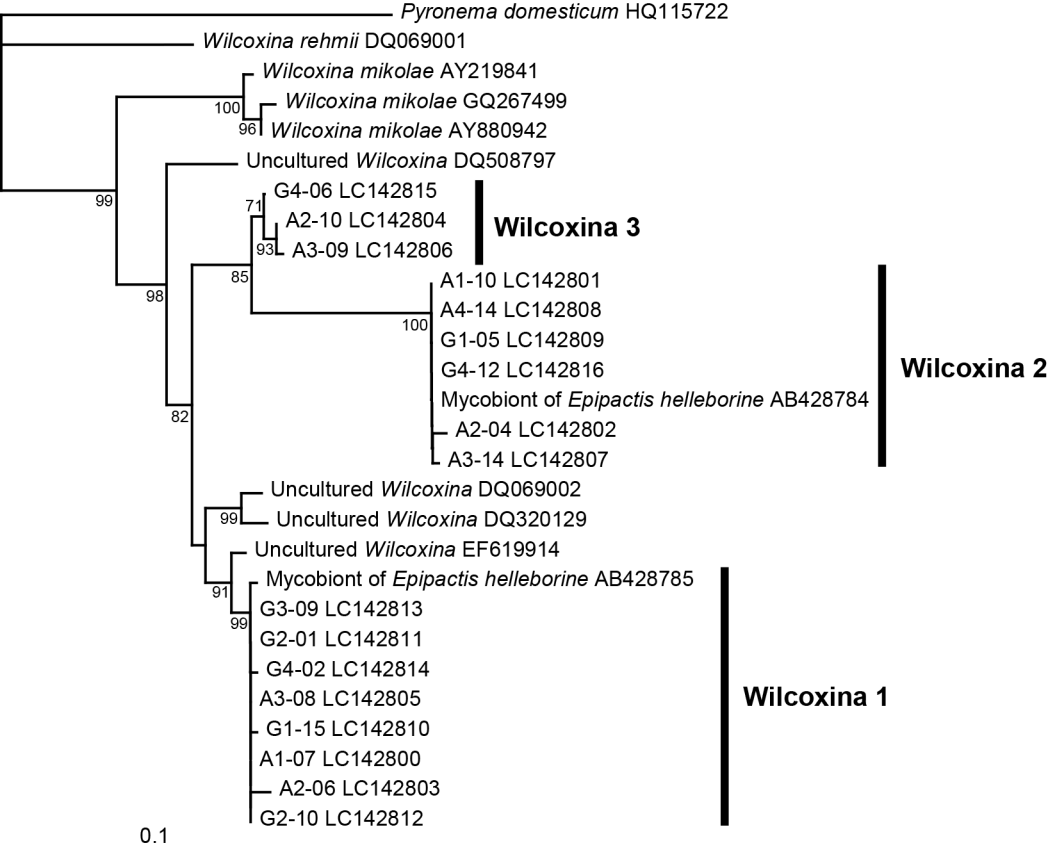 Pyronema domesticum HQ115722
Wilcoxina rehmii DQ069001
Wilcoxina mikolae AY219841
Wilcoxina mikolae GQ267499
100
Wilcoxina mikolae AY880942
96
Uncultured Wilcoxina DQ508797
G4-06 LC142815
99
71
A2-10 LC142804
Wilcoxina 3
A3-09 LC142806
93
85
A1-10 LC142801
98
A4-14 LC142808
100
G1-05 LC142809
G4-12 LC142816
Wilcoxina 2
Mycobiont of Epipactis helleborine AB428784
82
A2-04 LC142802
A3-14 LC142807
Uncultured Wilcoxina DQ069002
99
Uncultured Wilcoxina DQ320129
Uncultured Wilcoxina EF619914
Mycobiont of Epipactis helleborine AB428785
91
G3-09 LC142813
99
G2-01 LC142811
G4-02 LC142814
A3-08 LC142805
Wilcoxina 1
G1-15 LC142810
A1-07 LC142800
A2-06 LC142803
G2-10 LC142812
0.1